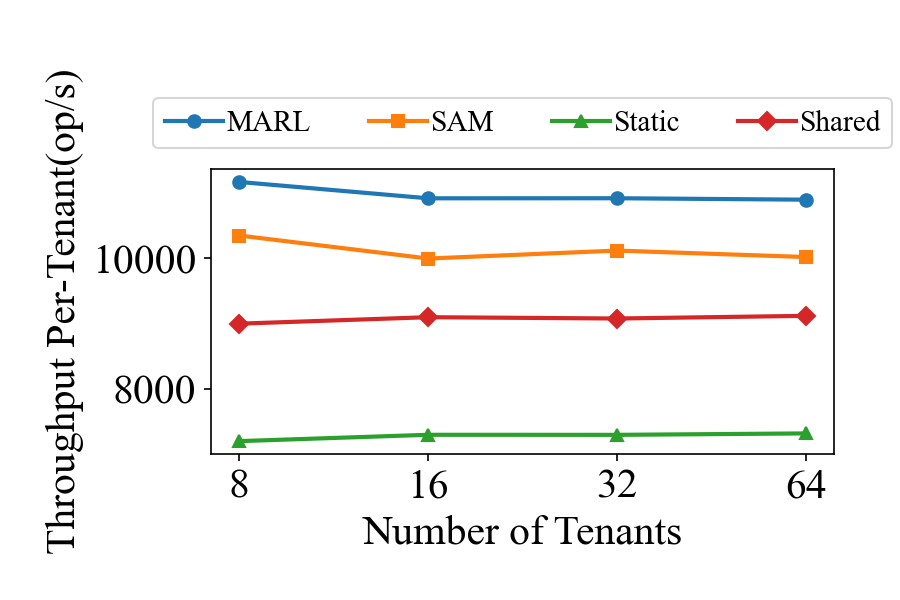 MARL SAM Static Shared
Throughput Per-Tenant(op/s)
10000
8000
8 16 32 64
Number of Tenants